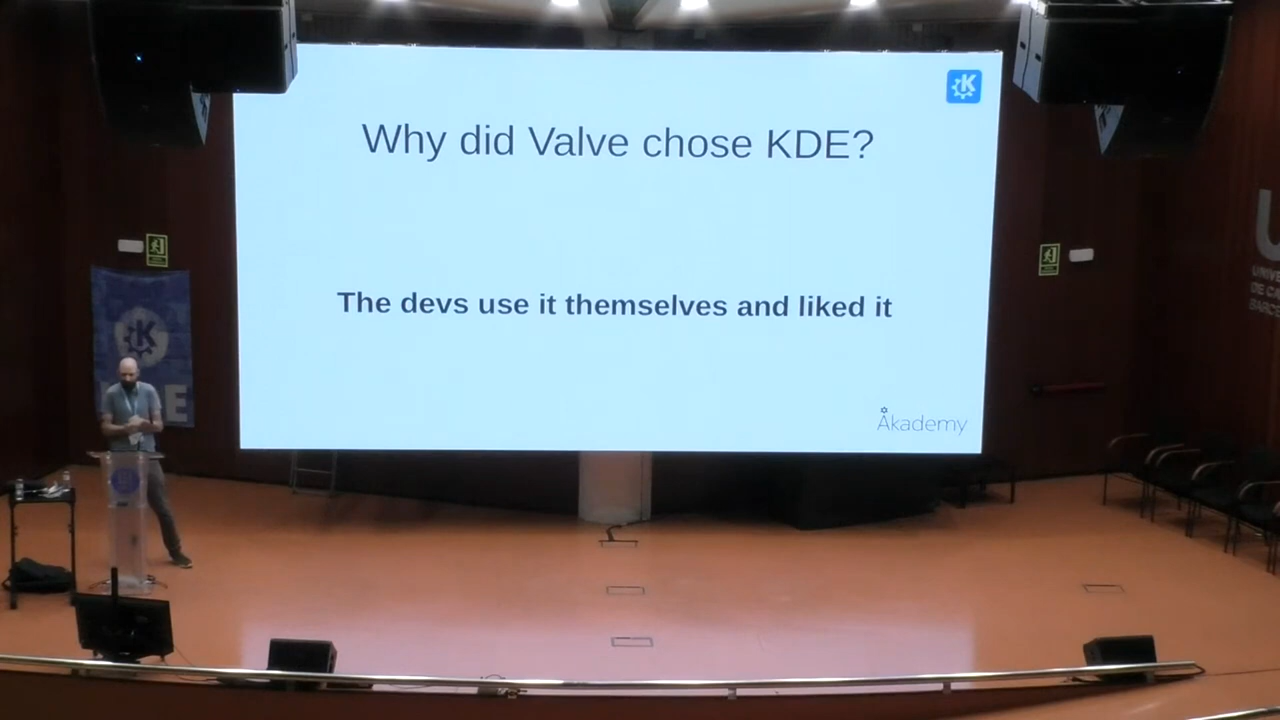 K
Why did Valve chose KDE?
The devs use it themselves and liked it
Akademy
K